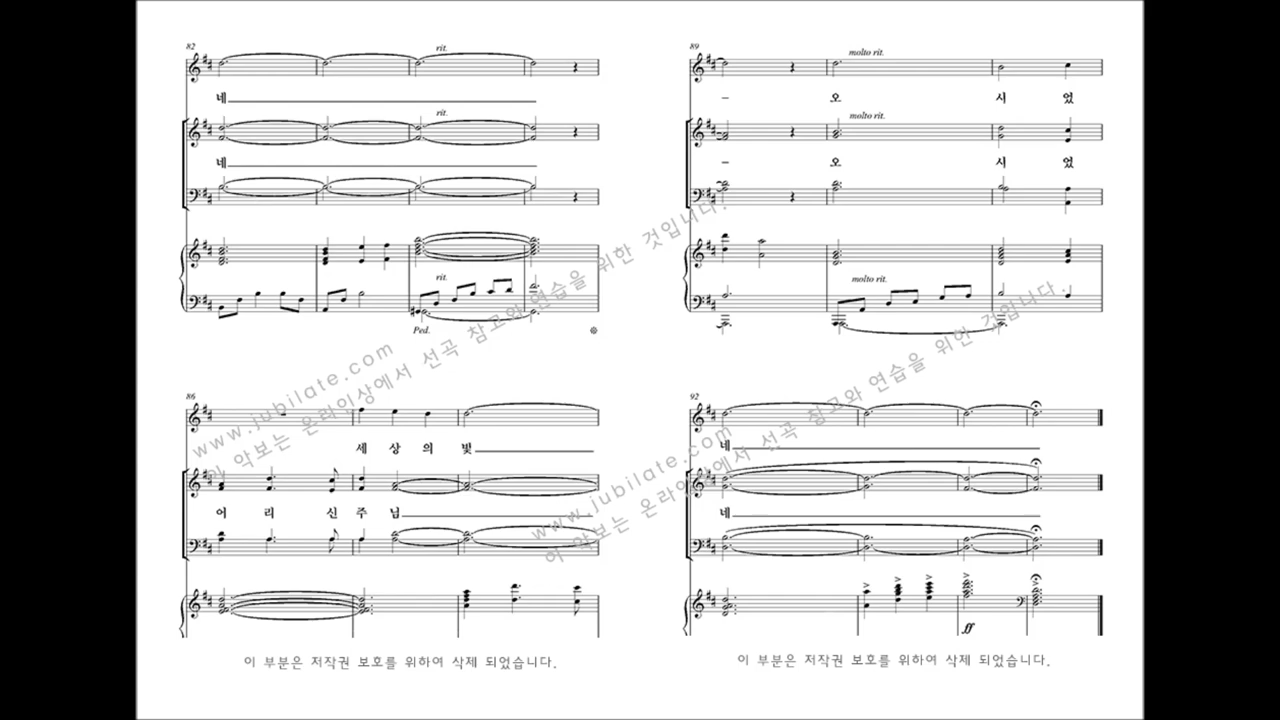 82
rit.
네
rit.
네
rit.
Ped.
86
세 상 의 빛
어 리 신 주 님
이 부분은 저작권 보호를 위하여 삭제 되었습니다.
89
molto rit.
– 오 시 었
molto rit.
– 오 시 었
molto rit.
92
네
네
ff
이 부분은 저작권 보호를 위하여 삭제 되었습니다.
www.jubilate.com
이 악보는 온라인상에서 선곡 참고와 연습을 위한 것입니다.
www.jubilate.com
이 악보는 온라인상에서 선곡 참고와 연습을 위한 것입니다.